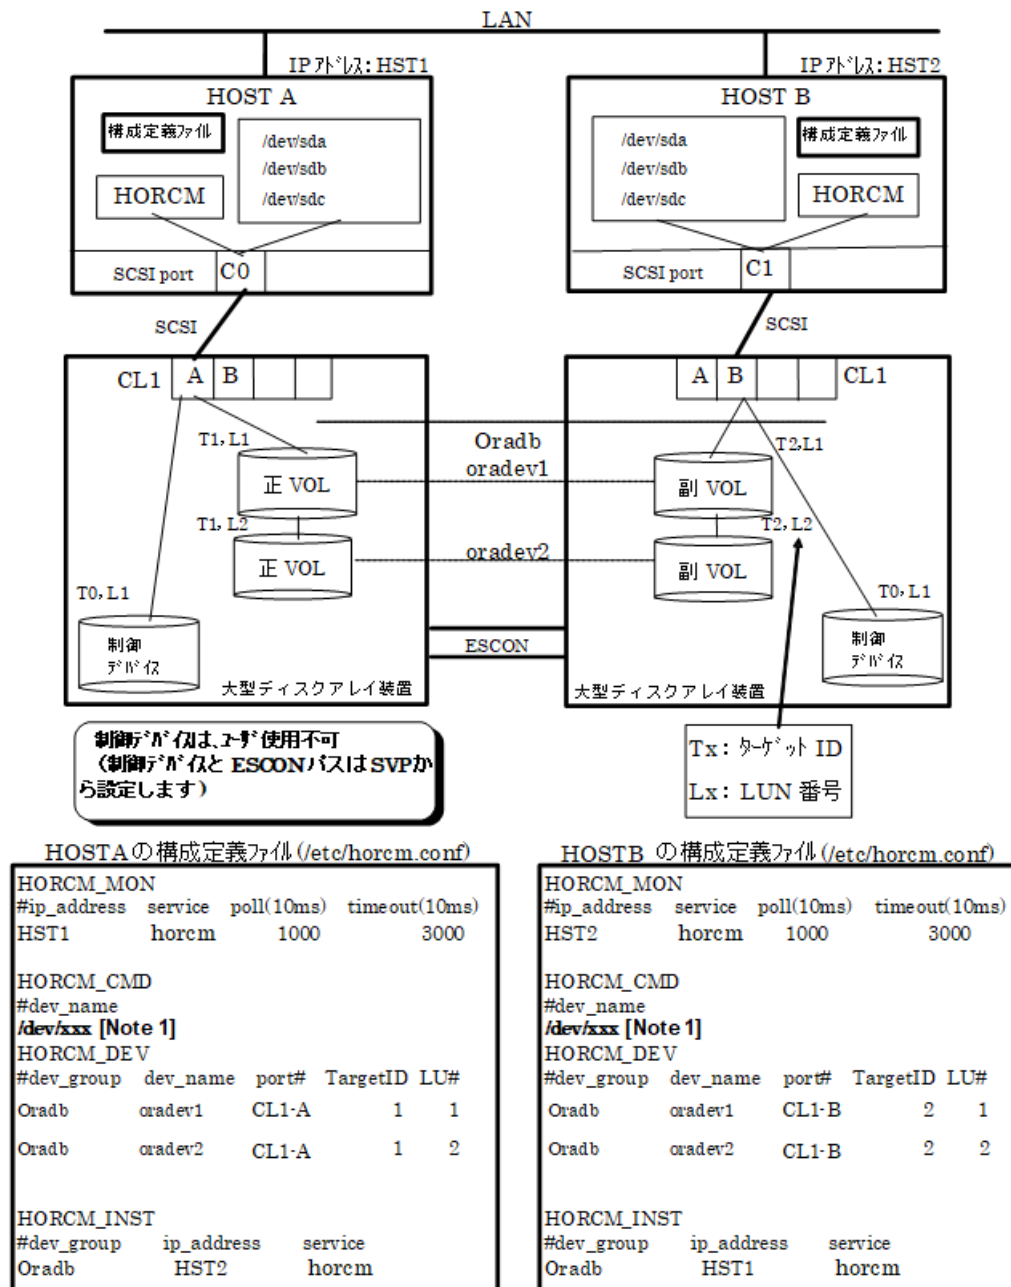 LAN
IPアドレス: HST1
IPアドレス: HST2
HOST A
HOST B
構成定義ファイル
/dev/sda
/dev/sdb
/dev/sdc
HORCM
/dev/sda
/dev/sdb
/dev/sdc
構成定義ファイル
HORCM
SCSI port
C0
SCSI port
C1
SCSI
SCSI
CL1
A
B
A
B
CL1
T1, L1
Oradb
T2,L1
正 VOL
oradev1
副 VOL
T1, L2
T2, L2
正 VOL
oradev2
副 VOL
T0, L1
T0, L1
制御
デバイス
ESCON
制御
デバイス
大型ディスクアレイ装置
大型ディスクアレイ装置
制御デバイスは、ユーザ使用不可
(制御デバイスと ESCONパスはSVPか
ら設定します)
Tx: ターゲット ID
Lx: LUN 番号
HOSTAの構成定義ファイル(/etc/horcm.conf)
HORCM_MON
#ip_address service poll(10ms) timeout(10ms)
HST1 horcm 1000 3000
HORCM_CMD
#dev_name
/dev/xxx [Note 1]
HORCM_DEV
#dev_group dev_name port# TargetID LU#
Oradb oradev1 CL1-A 1 1
Oradb oradev2 CL1-A 1 2
HORCM_INST
#dev_group ip_address service
Oradb HST2 horcm
HOSTB の構成定義ファイル(/etc/horcm.conf)
HORCM_MON
#ip_address service poll(10ms) timeout(10ms)
HST2 horcm 1000 3000
HORCM_CMD
#dev_name
/dev/xxx [Note 1]
HORCM_DEV
#dev_group dev_name port# TargetID LU#
Oradb oradev1 CL1-B 2 1
Oradb oradev2 CL1-B 2 2
HORCM_INST
#dev_group ip_address service
Oradb HST1 horcm